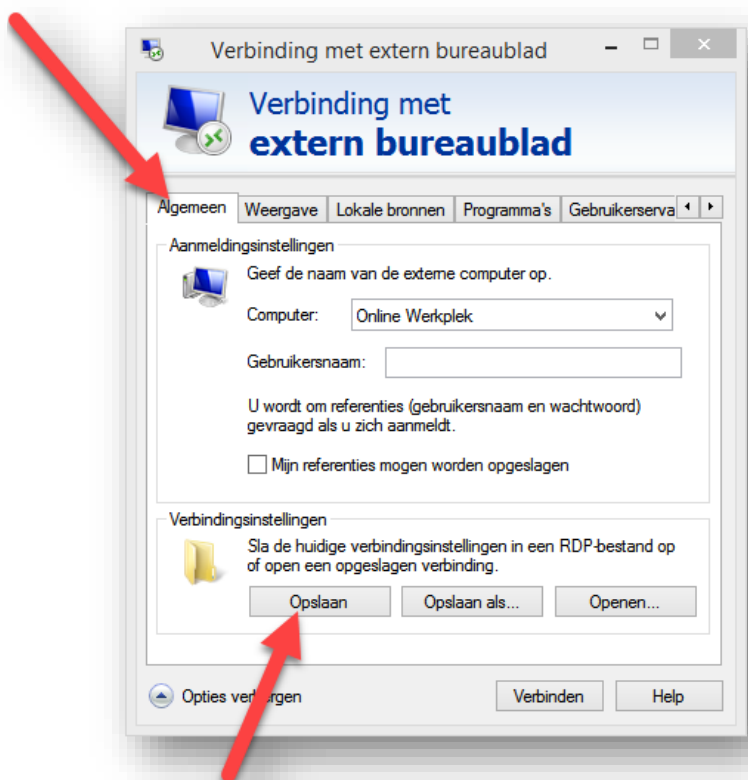 Verbinding met extern bureaublad
Verbinding met
extern bureaublad
Algemeen Weergave Lokale bronnen Programma's Gebruikerserva
Aanmeldingsinstellingen
Geef de naam van de externe computer op.
Computer: Online Werkplek
Gebruikersnaam:
U wordt om referenties (gebruikersnaam en wachtwoord)
gevraagd als u zich aanmeldt.
Mijn referenties mogen worden opgeslagen
Verbindingsinstellingen
Sla de huidige verbindingsinstellingen in een RDP-bestand op
of open een opgeslagen verbinding.
Opslaan Opslaan als... Openen...
Opties verbergen Verbinden Help